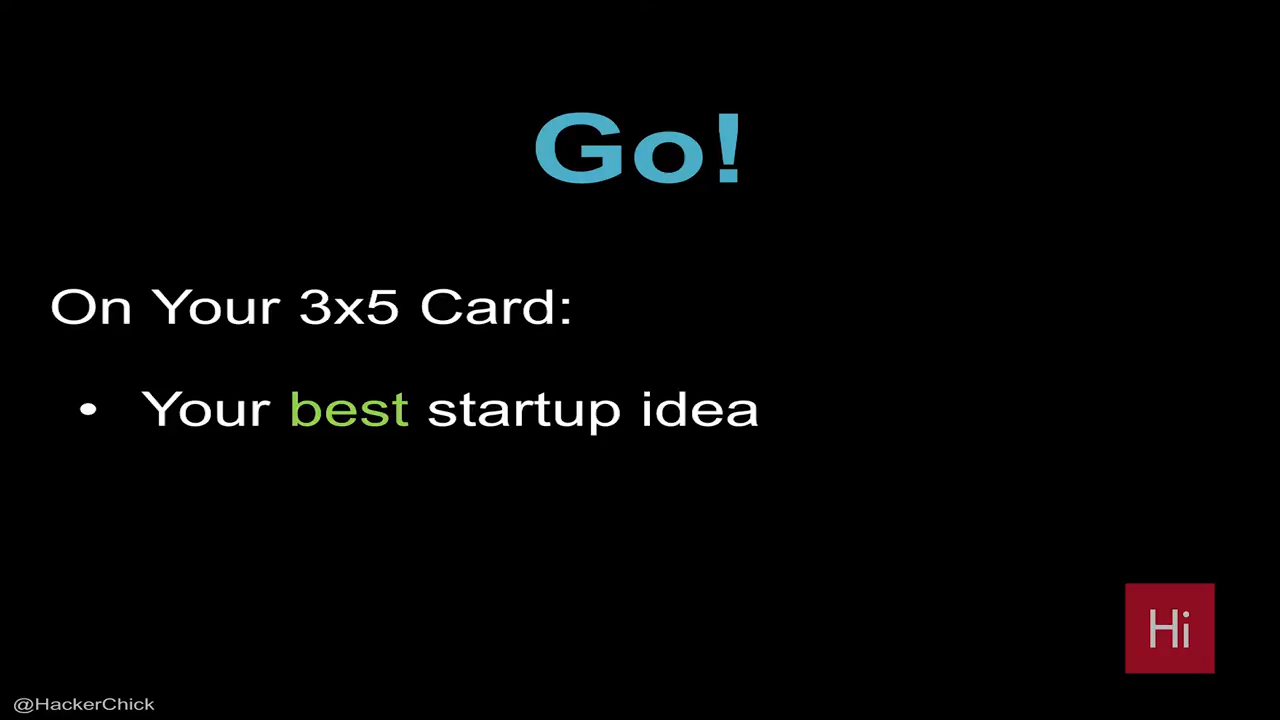 Go!
On Your 3x5 Card:
• Your best startup idea
Hi
@HackerChick